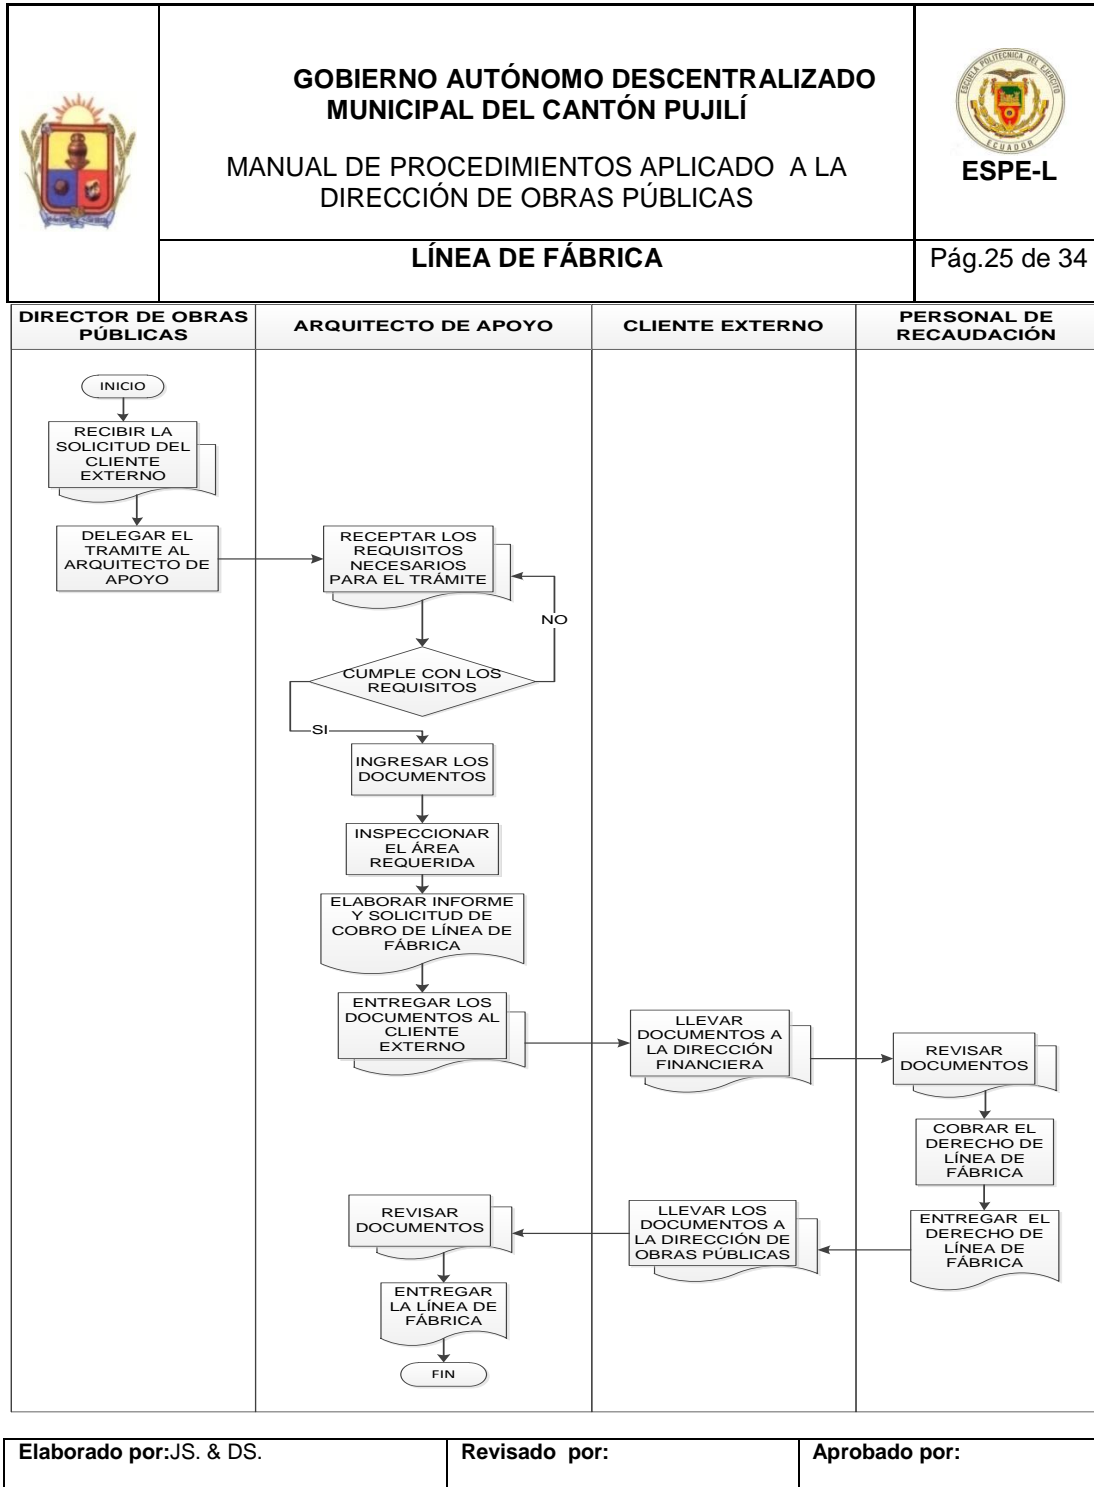 GOBIERNO AUTÓNOMO DESCENTRALIZADO
MUNICIPAL DEL CANTÓN PUJILÍ
MANUAL DE PROCEDIMIENTOS APLICADO A LA
DIRECCIÓN DE OBRAS PÚBLICAS
ESCUELA POLITECNICA DEL EJERCITO
ECUADOR
ESPE-L
LÍNEA DE FÁBRICA
Pág.25 de 34
DIRECTOR DE OBRAS
PÚBLICAS
ARQUITECTO DE APOYO
CLIENTE EXTERNO
PERSONAL DE
RECAUDACIÓN
INICIO
RECIBIR LA
SOLICITUD DEL
CLIENTE
EXTERNO
DELEGAR EL
TRAMITE AL
ARQUITECTO DE
APOYO
RECEPTAR LOS
REQUISITOS
NECESARIOS
PARA EL TRÁMITE
NO
CUMPLE CON LOS
REQUISITOS
SI
INGRESAR LOS
DOCUMENTOS
INSPECCIONAR
EL ÁREA
REQUERIDA
ELABORAR INFORME
Y SOLICITUD DE
COBRO DE LÍNEA DE
FÁBRICA
ENTREGAR LOS
DOCUMENTOS AL
CLIENTE
EXTERNO
LLEVAR
DOCUMENTOS A
LA DIRECCIÓN
FINANCIERA
REVISAR
DOCUMENTOS
COBRAR EL
DERECHO DE
LÍNEA DE
FÁBRICA
ENTREGAR EL
DERECHO DE
LÍNEA DE
FÁBRICA
LLEVAR LOS
DOCUMENTOS A
LA DIRECCIÓN DE
OBRAS PÚBLICAS
REVISAR
DOCUMENTOS
ENTREGAR
LA LÍNEA DE
FÁBRICA
FIN
Elaborado por:JS. & DS.
Revisado por:
Aprobado por: